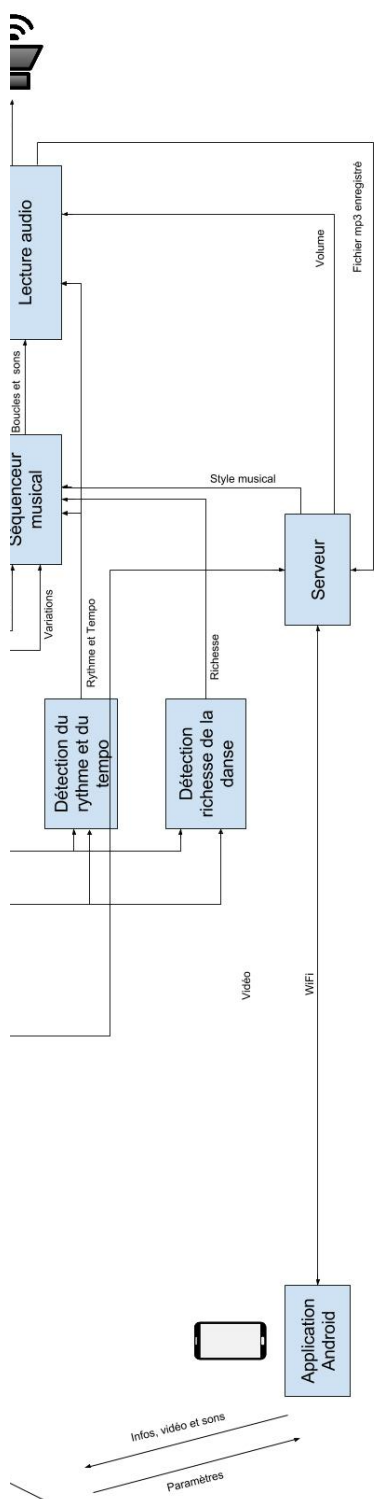 Lecture audio
Fichier mp3 enregistré
Volume
Boucles et sons
Séquenceur
musical
Style musical
Serveur
Variations
Rythme et Tempo
Richesse
Détection du
rythme et du
tempo
Détection
richesse de la
danse
Vidéo
WiFi
Application
Android
Infos, vidéo et sons
Paramètres